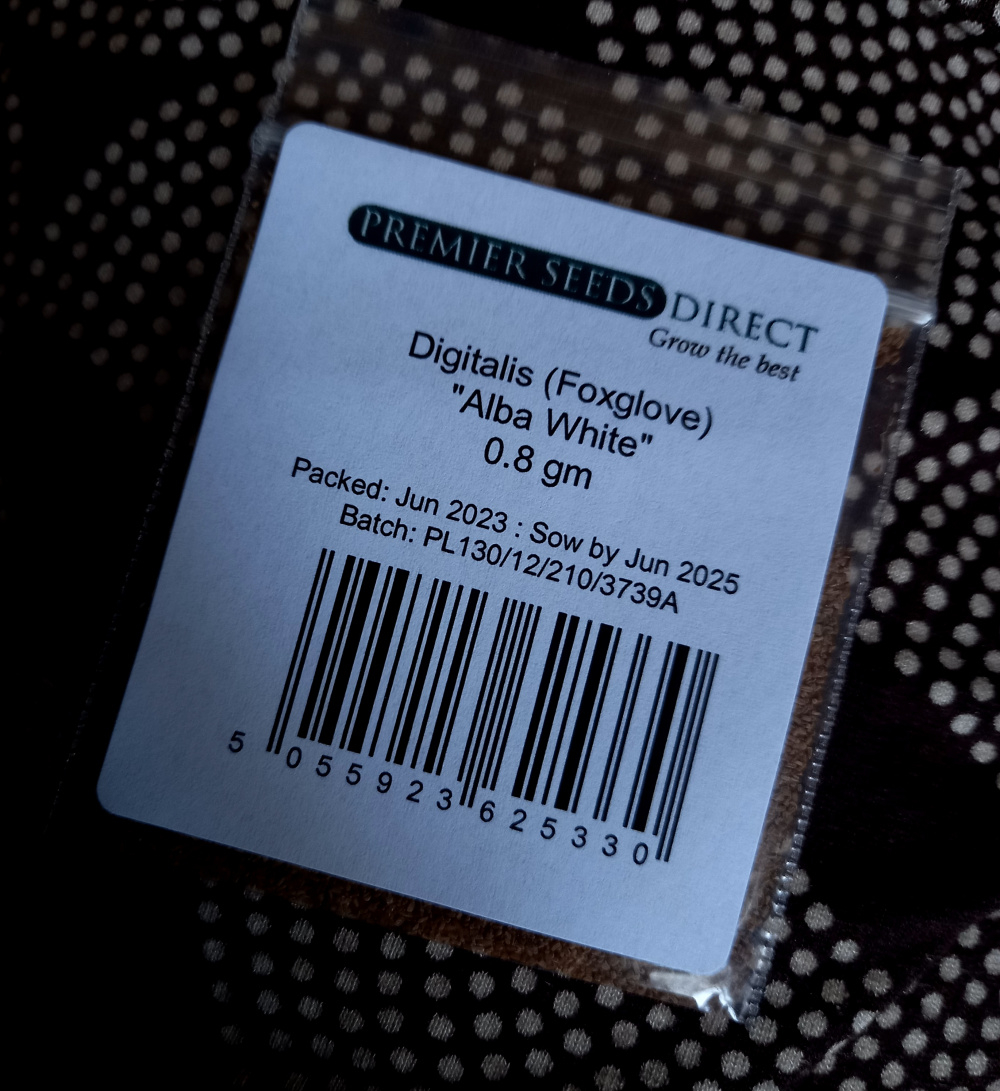 PREMIER SEEDS DIRECT
Grow the best
Digitalis (Foxglove)
"Alba White"
0.8 gm
Packed: Jun 2023 : Sow by Jun 2025
Batch: PL130/12/210/3739A
5 055923 625330